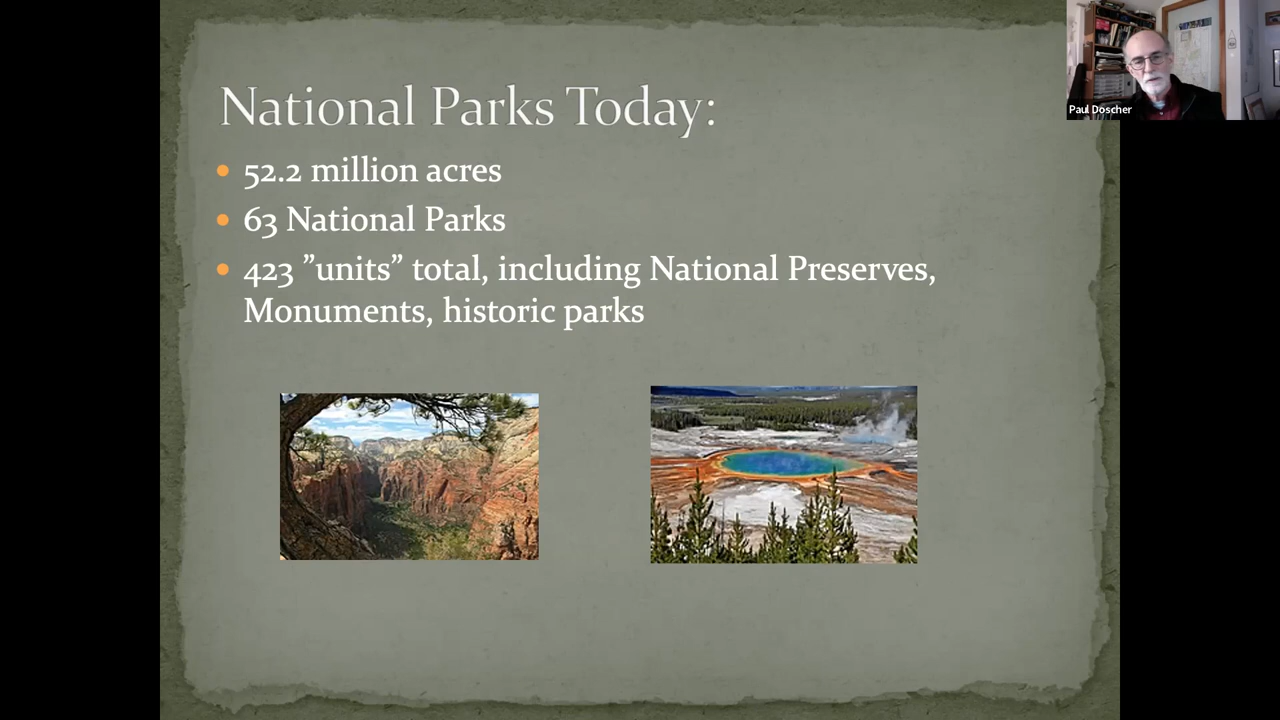 National Parks Today:
52.2 million acres
63 National Parks
423 ”units” total, including National Preserves,
Monuments, historic parks
Paul Doscher